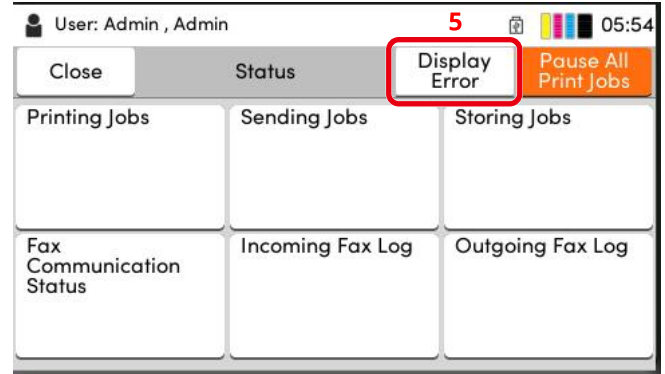 User: Admin , Admin
5
05:54
Close
Status
Display
Error
Pause All
Print Jobs
Printing Jobs
Sending Jobs
Storing Jobs
Fax
Communication
Status
Incoming Fax Log
Outgoing Fax Log